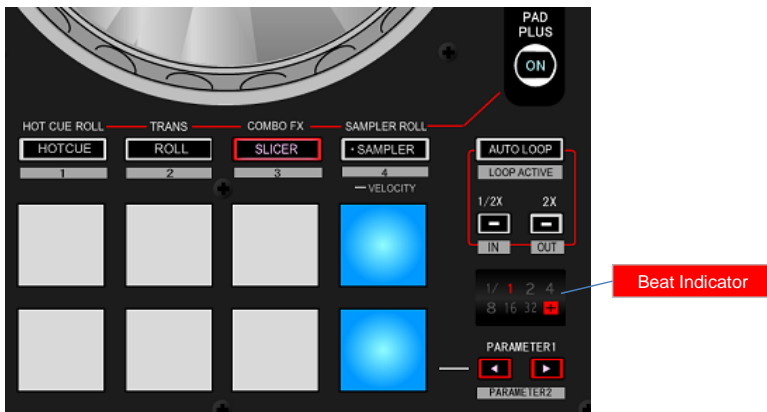 PAD
PLUS
ON
HOT CUE ROLL TRANS COMBO FX SAMPLER ROLL
HOTCUE ROLL SLICER · SAMPLER AUTO LOOP
1 2 3 4 LOOP ACTIVE
VELOCITY
1/2X 2X
IN OUT
1/ 1 2 4
8 16 32 +
Beat Indicator
PARAMETER1
PARAMETER2